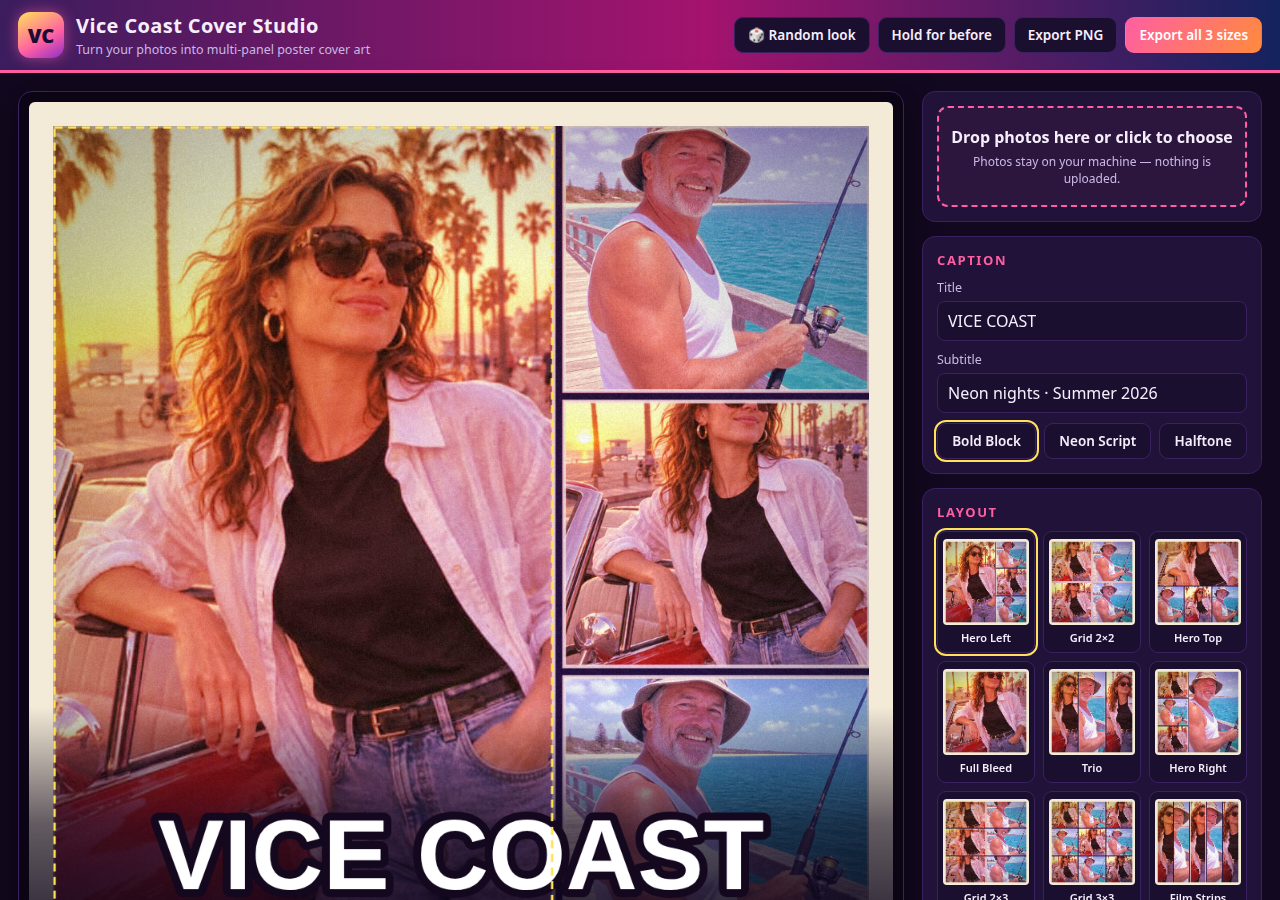 VC
Vice Coast Cover Studio
Turn your photos into multi-panel poster cover art
🎲 Random look
Hold for before
Export PNG
Export all 3 sizes
Drop photos here or click to choose
Photos stay on your machine — nothing is
uploaded.
CAPTION
Title
VICE COAST
Subtitle
Neon nights · Summer 2026
Bold Block
Neon Script
Halftone
LAYOUT
Hero Left
Grid 2×2
Hero Top
Full Bleed
Trio
Hero Right
Grid 2×3
Grid 3×3
Film Strips
VICE COAST